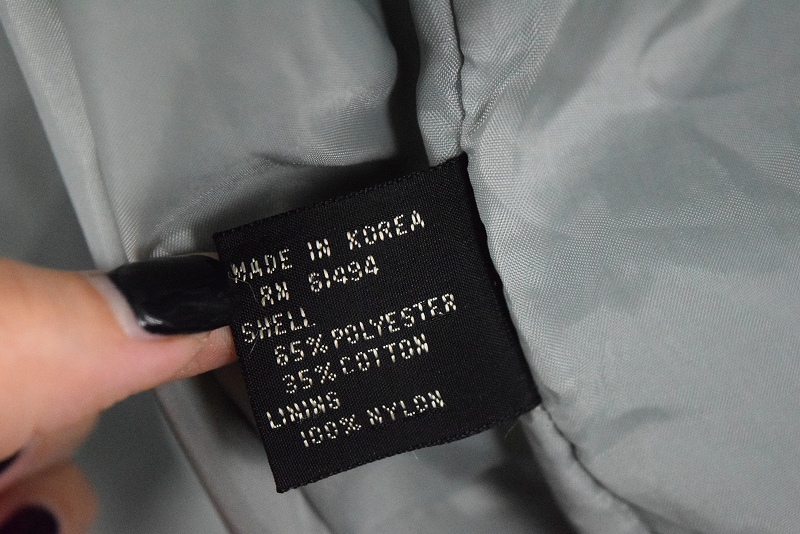 MADE IN KOREA
RN 61494
SHELL
65% POLYESTER
35% COTTON
LINING
100% NYLON